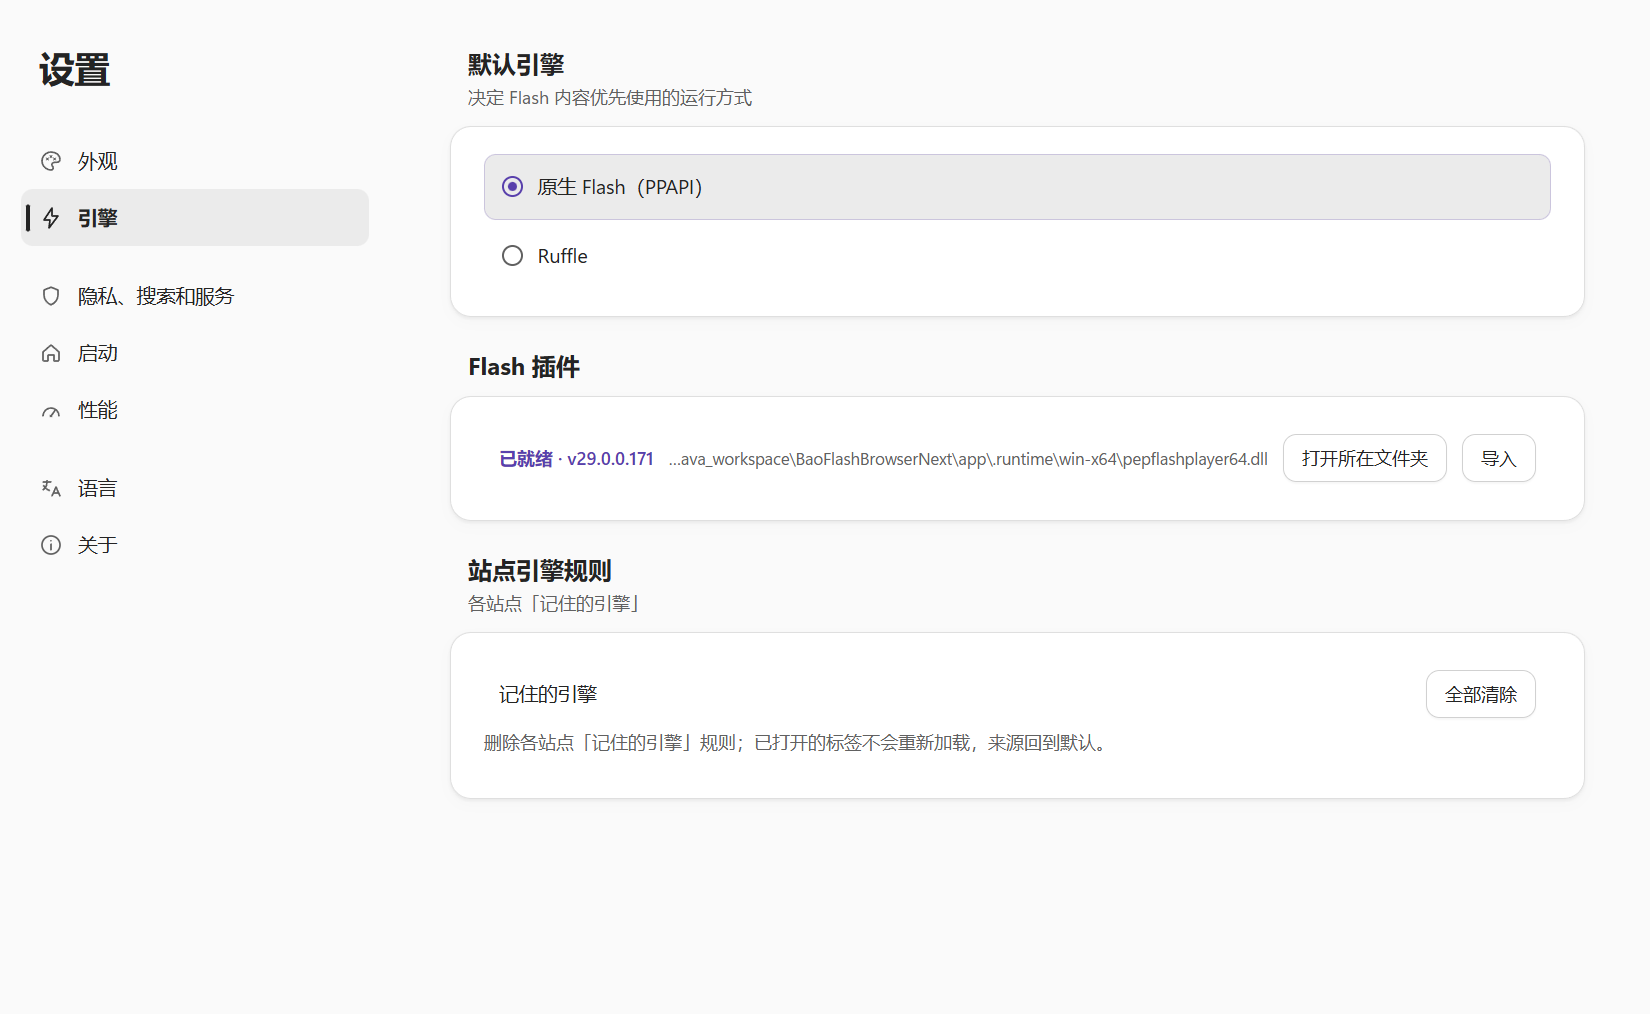 设置
外观
引擎
隐私、搜索和服务
启动
性能
语言
关于
默认引擎
决定 Flash 内容优先使用的运行方式
原生 Flash（PPAPI）
Ruffle
Flash 插件
已就绪 · v29.0.0.171 ...ava_workspace\BaoFlashBrowserNext\app\.runtime\win-x64\pepflashplayer64.dll 打开所在文件夹 导入
站点引擎规则
各站点「记住的引擎」
记住的引擎 全部清除
删除各站点「记住的引擎」规则；已打开的标签不会重新加载，来源回到默认。